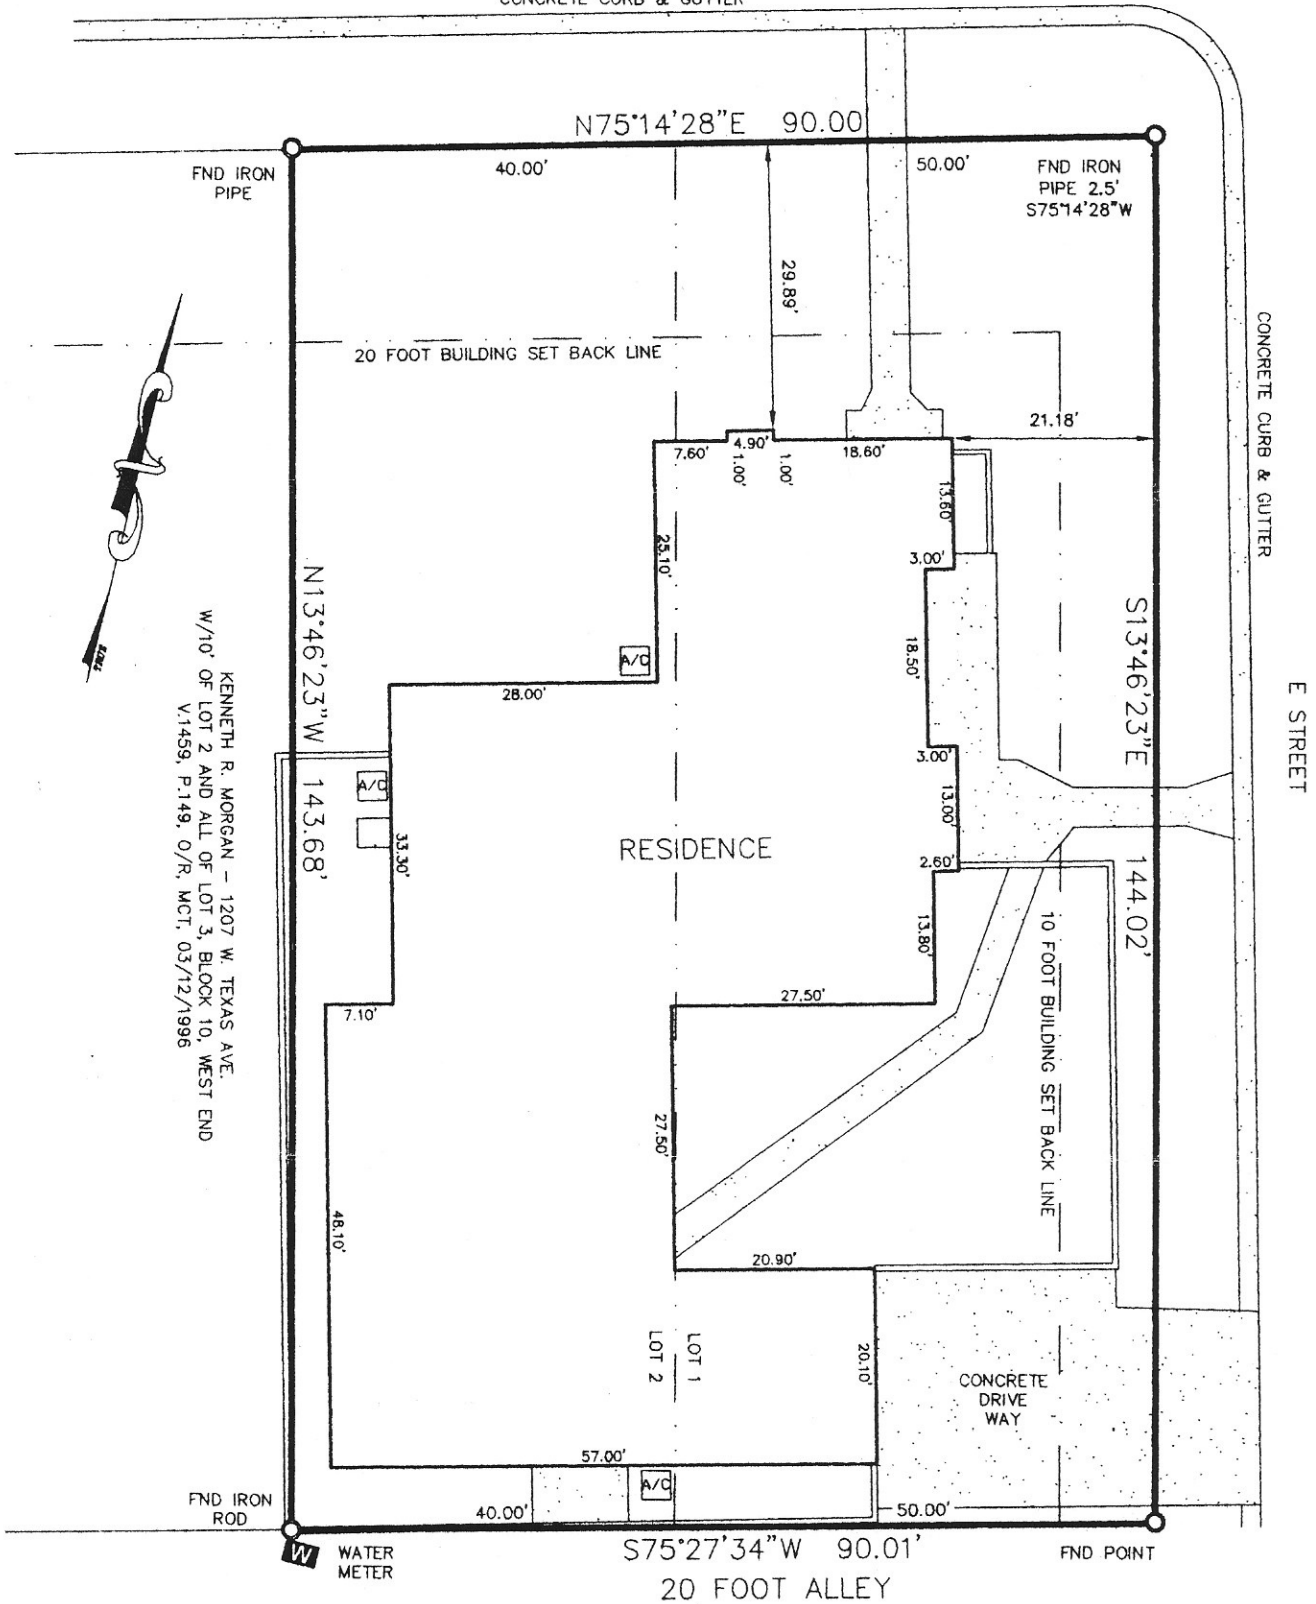 CONCRETE CURB & GUTTER
N75°14'28"E 90.00
40.00'
50.00'
FND IRON
PIPE
FND IRON
PIPE 2.5'
S75°14'28"W
29.89'
20 FOOT BUILDING SET BACK LINE
CONCRETE CURB & GUTTER
21.18'
7.60'
4.90'
1.00'
1.00'
18.60'
13.60'
25.10'
3.00'
18.50'
N13°46'23"W 143.68'
S13°46'23"E 144.02'
E STREET
A/C
28.00'
3.00'
13.00'
A/C
33.30'
RESIDENCE
2.60'
13.80'
10 FOOT BUILDING SET BACK LINE
KENNETH R. MORGAN - 1207 W. TEXAS AVE.
W/10' OF LOT 2 AND ALL OF LOT 3, BLOCK 10, WEST END
V.1459, P.149, O/R, MCT, 03/12/1996
7.10'
27.50'
27.50'
48.10'
20.90'
LOT 1
LOT 2
20.10'
CONCRETE
DRIVE
WAY
57.00'
A/C
FND IRON
ROD
40.00'
50.00'
W
WATER
METER
S75°27'34"W 90.01'
FND POINT
20 FOOT ALLEY